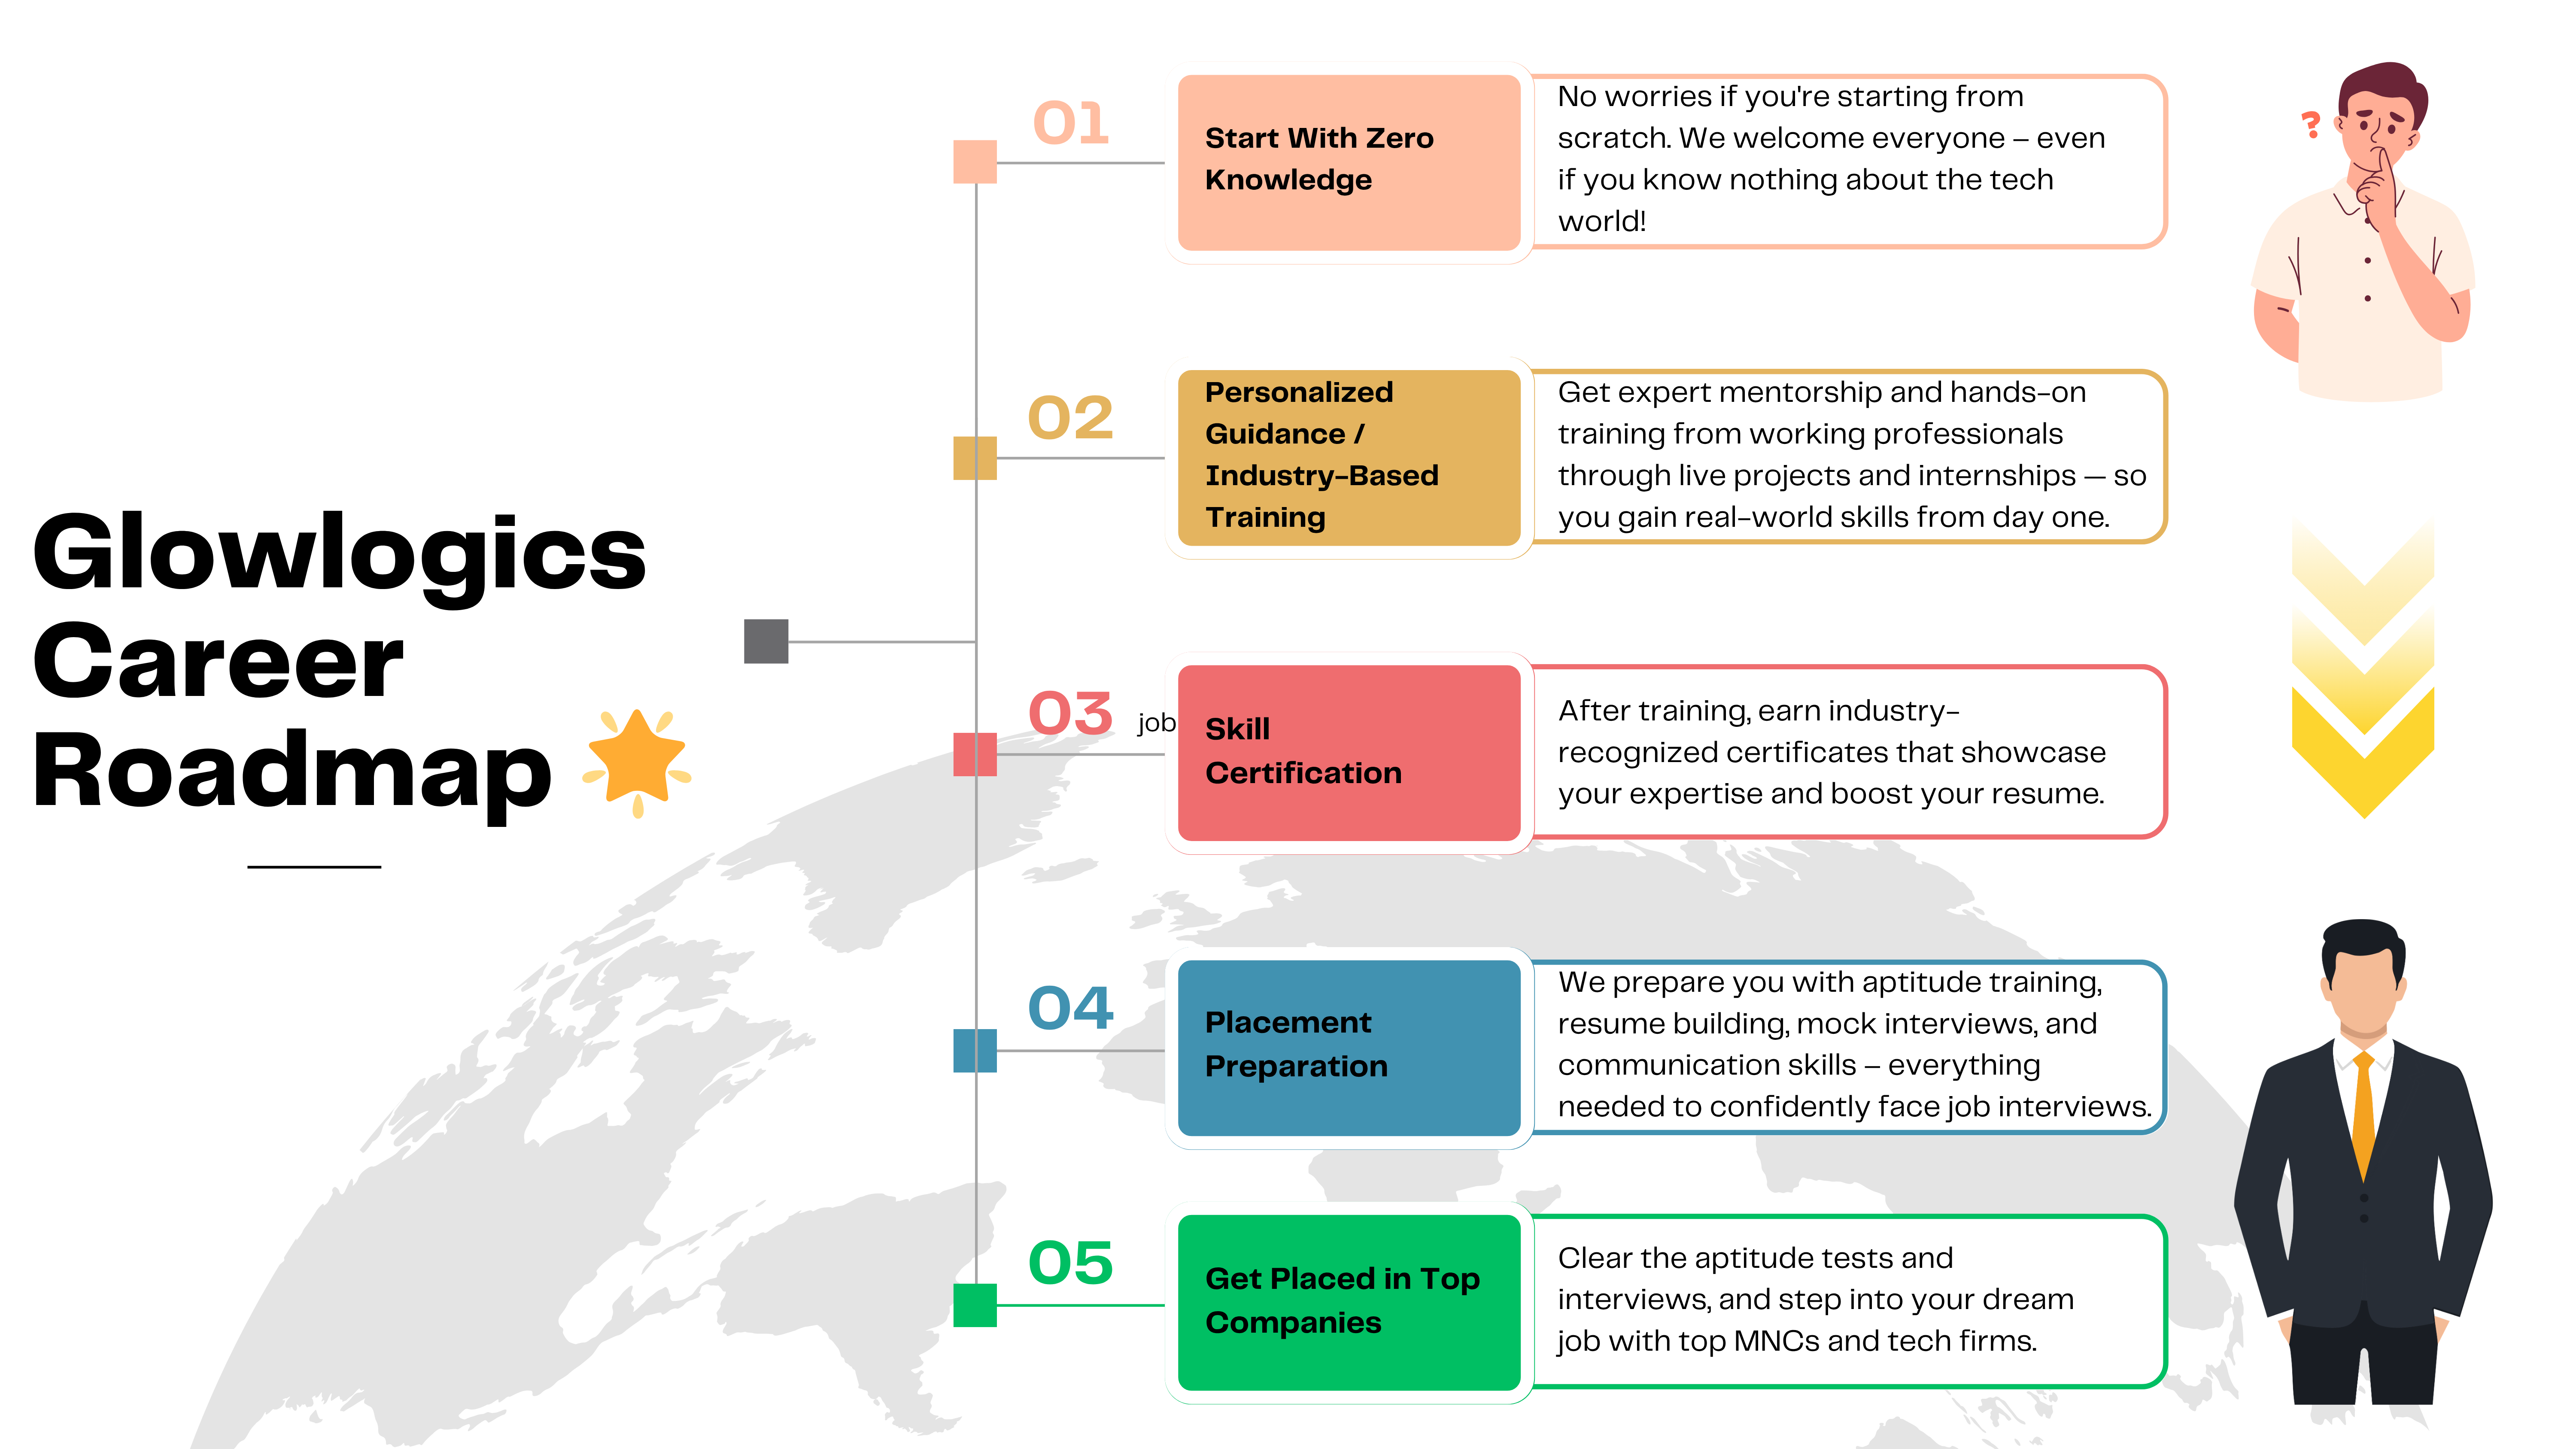 Glowlogics
Career
Roadmap
01
Start With Zero
Knowledge
No worries if you're starting from
scratch. We welcome everyone – even
if you know nothing about the tech
world!
?
02
Personalized
Guidance /
Industry-Based
Training
Get expert mentorship and hands-on
training from working professionals
through live projects and internships — so
you gain real-world skills from day one.
03
job
Skill
Certification
After training, earn industry-
recognized certificates that showcase
your expertise and boost your resume.
04
Placement
Preparation
We prepare you with aptitude training,
resume building, mock interviews, and
communication skills – everything
needed to confidently face job interviews.
05
Get Placed in Top
Companies
Clear the aptitude tests and
interviews, and step into your dream
job with top MNCs and tech firms.